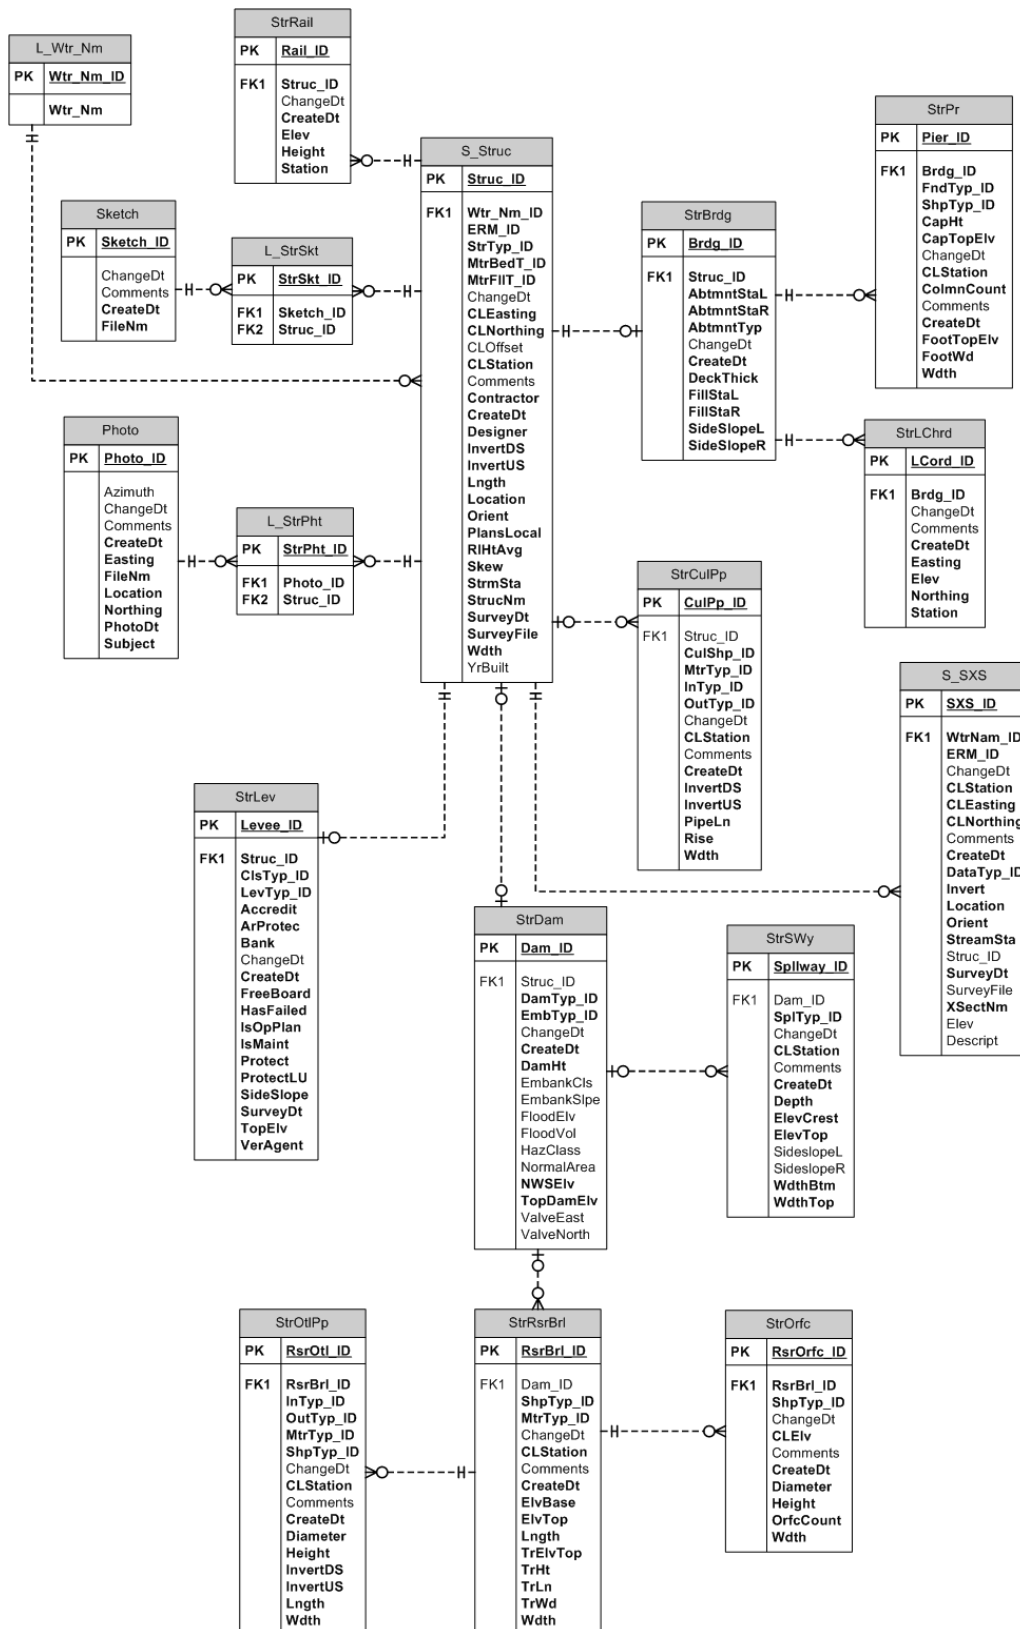 StrRail
PK Rail_ID
FK1 Struc_ID
ChangeDt
CreateDt
Elev
Height
Station
L_Wtr_Nm
PK Wtr_Nm_ID
Wtr_Nm
S_Struc
PK Struc_ID
FK1 Wtr_Nm_ID
ERM_ID
StrTyp_ID
MtrBedT_ID
MtrFllT_ID
ChangeDt
CLEasting
CLNorthing
CLOffset
CLStation
Comments
Contractor
CreateDt
Designer
InvertDS
InvertUS
Lngth
Location
Orient
PlansLocal
RlHtAvg
Skew
StrmSta
StrucNm
SurveyDt
SurveyFile
Wdth
YrBuilt
StrPr
PK Pier_ID
FK1 Brdg_ID
FndTyp_ID
ShpTyp_ID
CapHt
CapTopElv
ChangeDt
CLStation
ColmnCount
Comments
CreateDt
FootTopElv
FootWd
Wdth
Sketch
PK Sketch_ID
ChangeDt
Comments
CreateDt
FileNm
L_StrSkt
PK StrSkt_ID
FK1 Sketch_ID
FK2 Struc_ID
StrBrdg
PK Brdg_ID
FK1 Struc_ID
AbtmntStaL
AbtmntStaR
AbtmntTyp
ChangeDt
CreateDt
DeckThick
FillStaL
FillStaR
SideSlopeL
SideSlopeR
Photo
PK Photo_ID
Azimuth
ChangeDt
Comments
CreateDt
Easting
FileNm
Location
Northing
PhotoDt
Subject
L_StrPht
PK StrPht_ID
FK1 Photo_ID
FK2 Struc_ID
StrLChrd
PK LCord_ID
FK1 Brdg_ID
ChangeDt
Comments
CreateDt
Easting
Elev
Northing
Station
StrCulPp
PK CulPp_ID
FK1 Struc_ID
CulShp_ID
MtrTyp_ID
InTyp_ID
OutTyp_ID
ChangeDt
CLStation
Comments
CreateDt
InvertDS
InvertUS
PipeLn
Rise
Wdth
S_SXS
PK SXS_ID
FK1 WtrNam_ID
ERM_ID
ChangeDt
CLStation
CLEasting
CLNorthing
Comments
CreateDt
DataTyp_ID
Invert
Location
Orient
StreamSta
Struc_ID
SurveyDt
SurveyFile
XSectNm
Elev
Descript
StrLev
PK Levee_ID
FK1 Struc_ID
ClsTyp_ID
LevTyp_ID
Accredit
ArProtec
Bank
ChangeDt
CreateDt
FreeBoard
HasFailed
IsOpPlan
IsMaint
Protect
ProtectLU
SideSlope
SurveyDt
TopElv
VerAgent
StrDam
PK Dam_ID
FK1 Struc_ID
DamTyp_ID
EmbTyp_ID
ChangeDt
CreateDt
DamHt
EmbankCls
EmbankSlpe
FloodElv
FloodVol
HazClass
NormalArea
NWSElv
TopDamElv
ValveEast
ValveNorth
StrSWy
PK Spllway_ID
FK1 Dam_ID
SplTyp_ID
ChangeDt
CLStation
Comments
CreateDt
Depth
ElevCrest
ElevTop
SideslopeL
SideslopeR
WdthBtm
WdthTop
StrOtlPp
PK RsrOtl_ID
FK1 RsrBrl_ID
InTyp_ID
OutTyp_ID
MtrTyp_ID
ShpTyp_ID
ChangeDt
CLStation
Comments
CreateDt
Diameter
Height
InvertDS
InvertUS
Lngth
Wdth
StrRsrBrl
PK RsrBrl_ID
FK1 Dam_ID
ShpTyp_ID
MtrTyp_ID
ChangeDt
CLStation
Comments
CreateDt
ElvBase
ElvTop
Lngth
TrElvTop
TrHt
TrLn
TrWd
Wdth
StrOrfc
PK RsrOrfc_ID
FK1 RsrBrl_ID
ShpTyp_ID
ChangeDt
CLElv
Comments
CreateDt
Diameter
Height
OrfcCount
Wdth